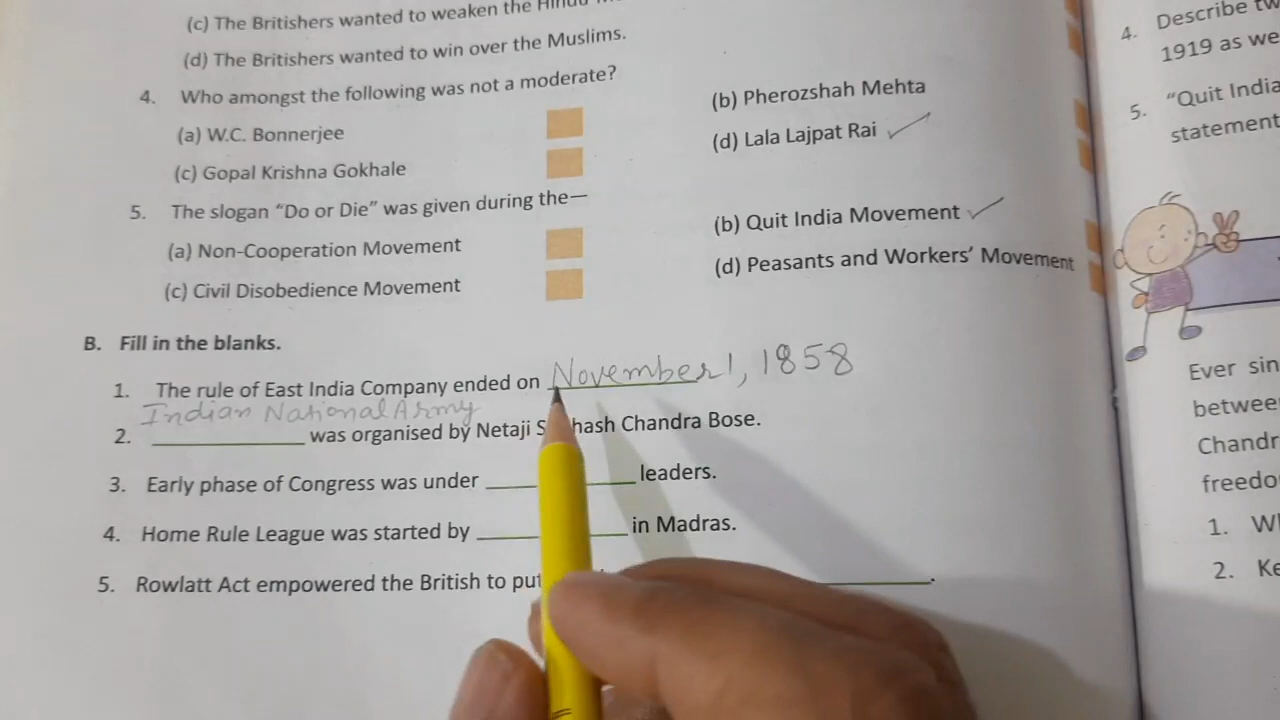 (c) The Britishers wanted to weaken the
(d) The Britishers wanted to win over the Muslims.
4. Who amongst the following was not a moderate?
(a) W.C. Bonnerjee
(b) Pherozshah Mehta
(c) Gopal Krishna Gokhale
(d) Lala Lajpat Rai
5. The slogan “Do or Die” was given during the—
(a) Non-Cooperation Movement
(b) Quit India Movement
(c) Civil Disobedience Movement
(d) Peasants and Workers’ Movement
B. Fill in the blanks.
1. The rule of East India Company ended on November 1, 1858
Indian National Army
2. was organised by Netaji Chandra Bose.
3. Early phase of Congress was under leaders.
4. Home Rule League was started by in Madras.
5. Rowlatt Act empowered the British to put .
4. Describe
1919 as we
5. “Quit India
statement
Ever sin
betwee
Chandr
freedo
1.
2.